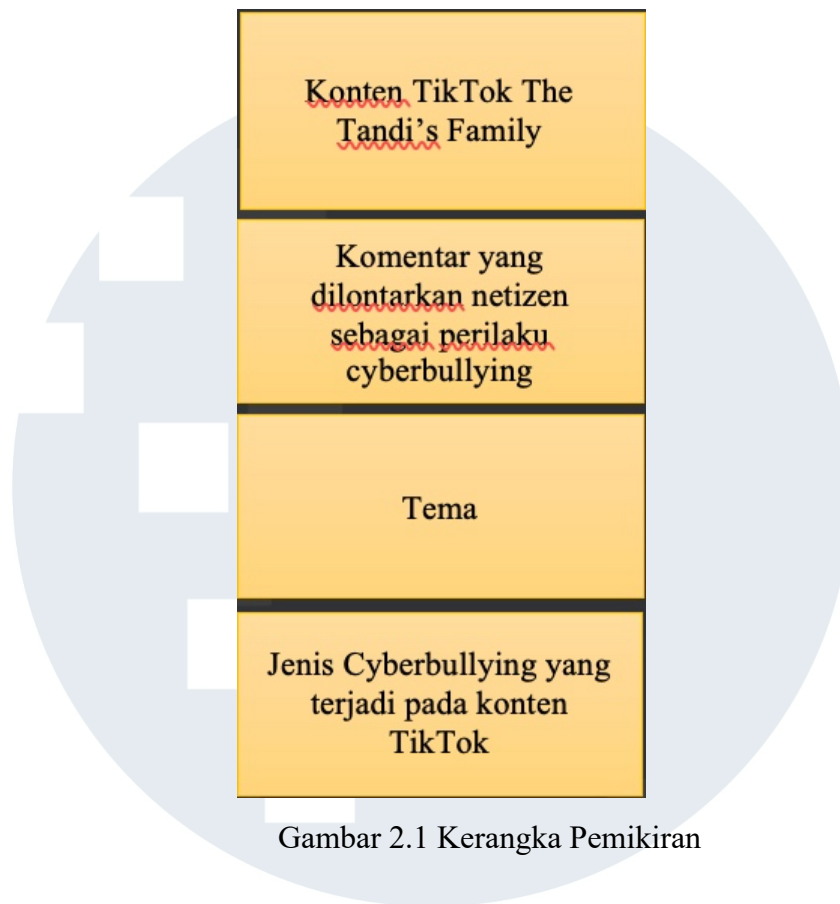 Konten TikTok The
Tandi’s Family
Komentar yang
dilontarkan netizen
sebagai perilaku
cyberbullying
Tema
Jenis Cyberbullying yang
terjadi pada konten
TikTok
Gambar 2.1 Kerangka Pemikiran